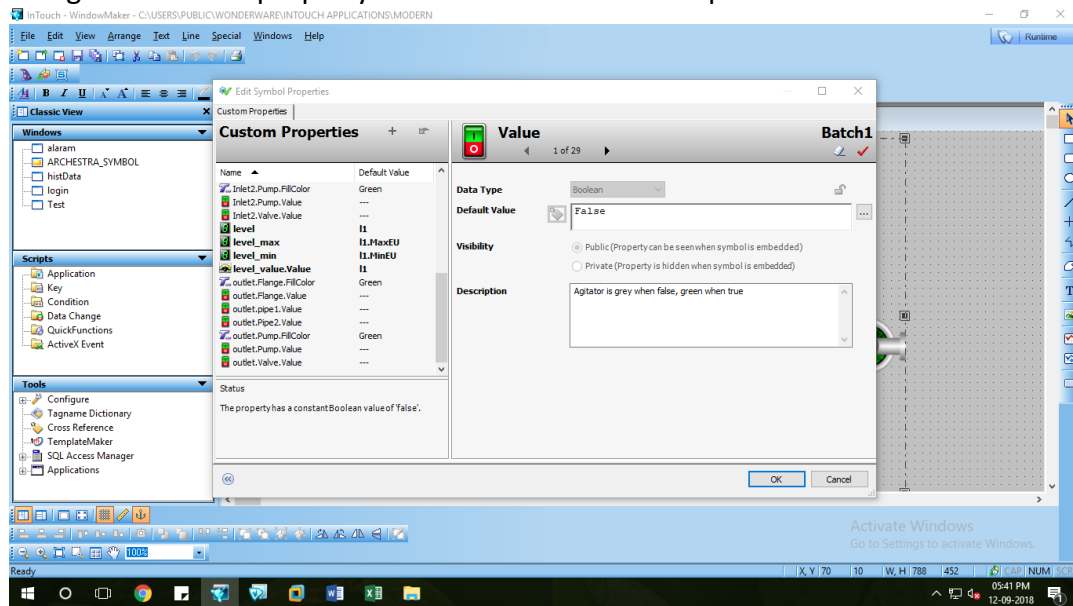 InTouch - WindowMaker - C:\USERS\PUBLIC\WONDERWARE\INTOUCH APPLICATIONS\MODERN
File Edit View Arrange Text Line Special Windows Help
Runtime
B I U
Classic View
Windows
alaram
ARCHESTRA_SYMBOL
histData
login
Test
Scripts
Application
Key
Condition
Data Change
QuickFunctions
ActiveX Event
Tools
Configure
Tagname Dictionary
Cross Reference
TemplateMaker
SQL Access Manager
Applications
Edit Symbol Properties
Custom Properties
Custom Properties
Name Default Value
Inlet2.Pump.FillColor Green
Inlet2.Pump.Value ---
Inlet2.Valve.Value ---
level l1
level_max l1.MaxEU
level_min l1.MinEU
level_value.Value l1
outlet.Flange.FillColor Green
outlet.Flange.Value ---
outlet.pipe1.Value ---
outlet.Pipe2.Value ---
outlet.Pump.FillColor Green
outlet.Pump.Value ---
outlet.Valve.Value ---
Status
The property has a constant Boolean value of 'false'.
Value Batch1
1 of 29
Data Type Boolean
Default Value False ...
Visibility Public (Property can be seen when symbol is embedded)
Private (Property is hidden when symbol is embedded)
Description Agitator is grey when false, green when true
OK Cancel
Activate Windows
Go to Settings to activate Windows.
100%
Ready X, Y 70 10 W, H 788 452 CAP NUM SCR
05:41 PM
12-09-2018